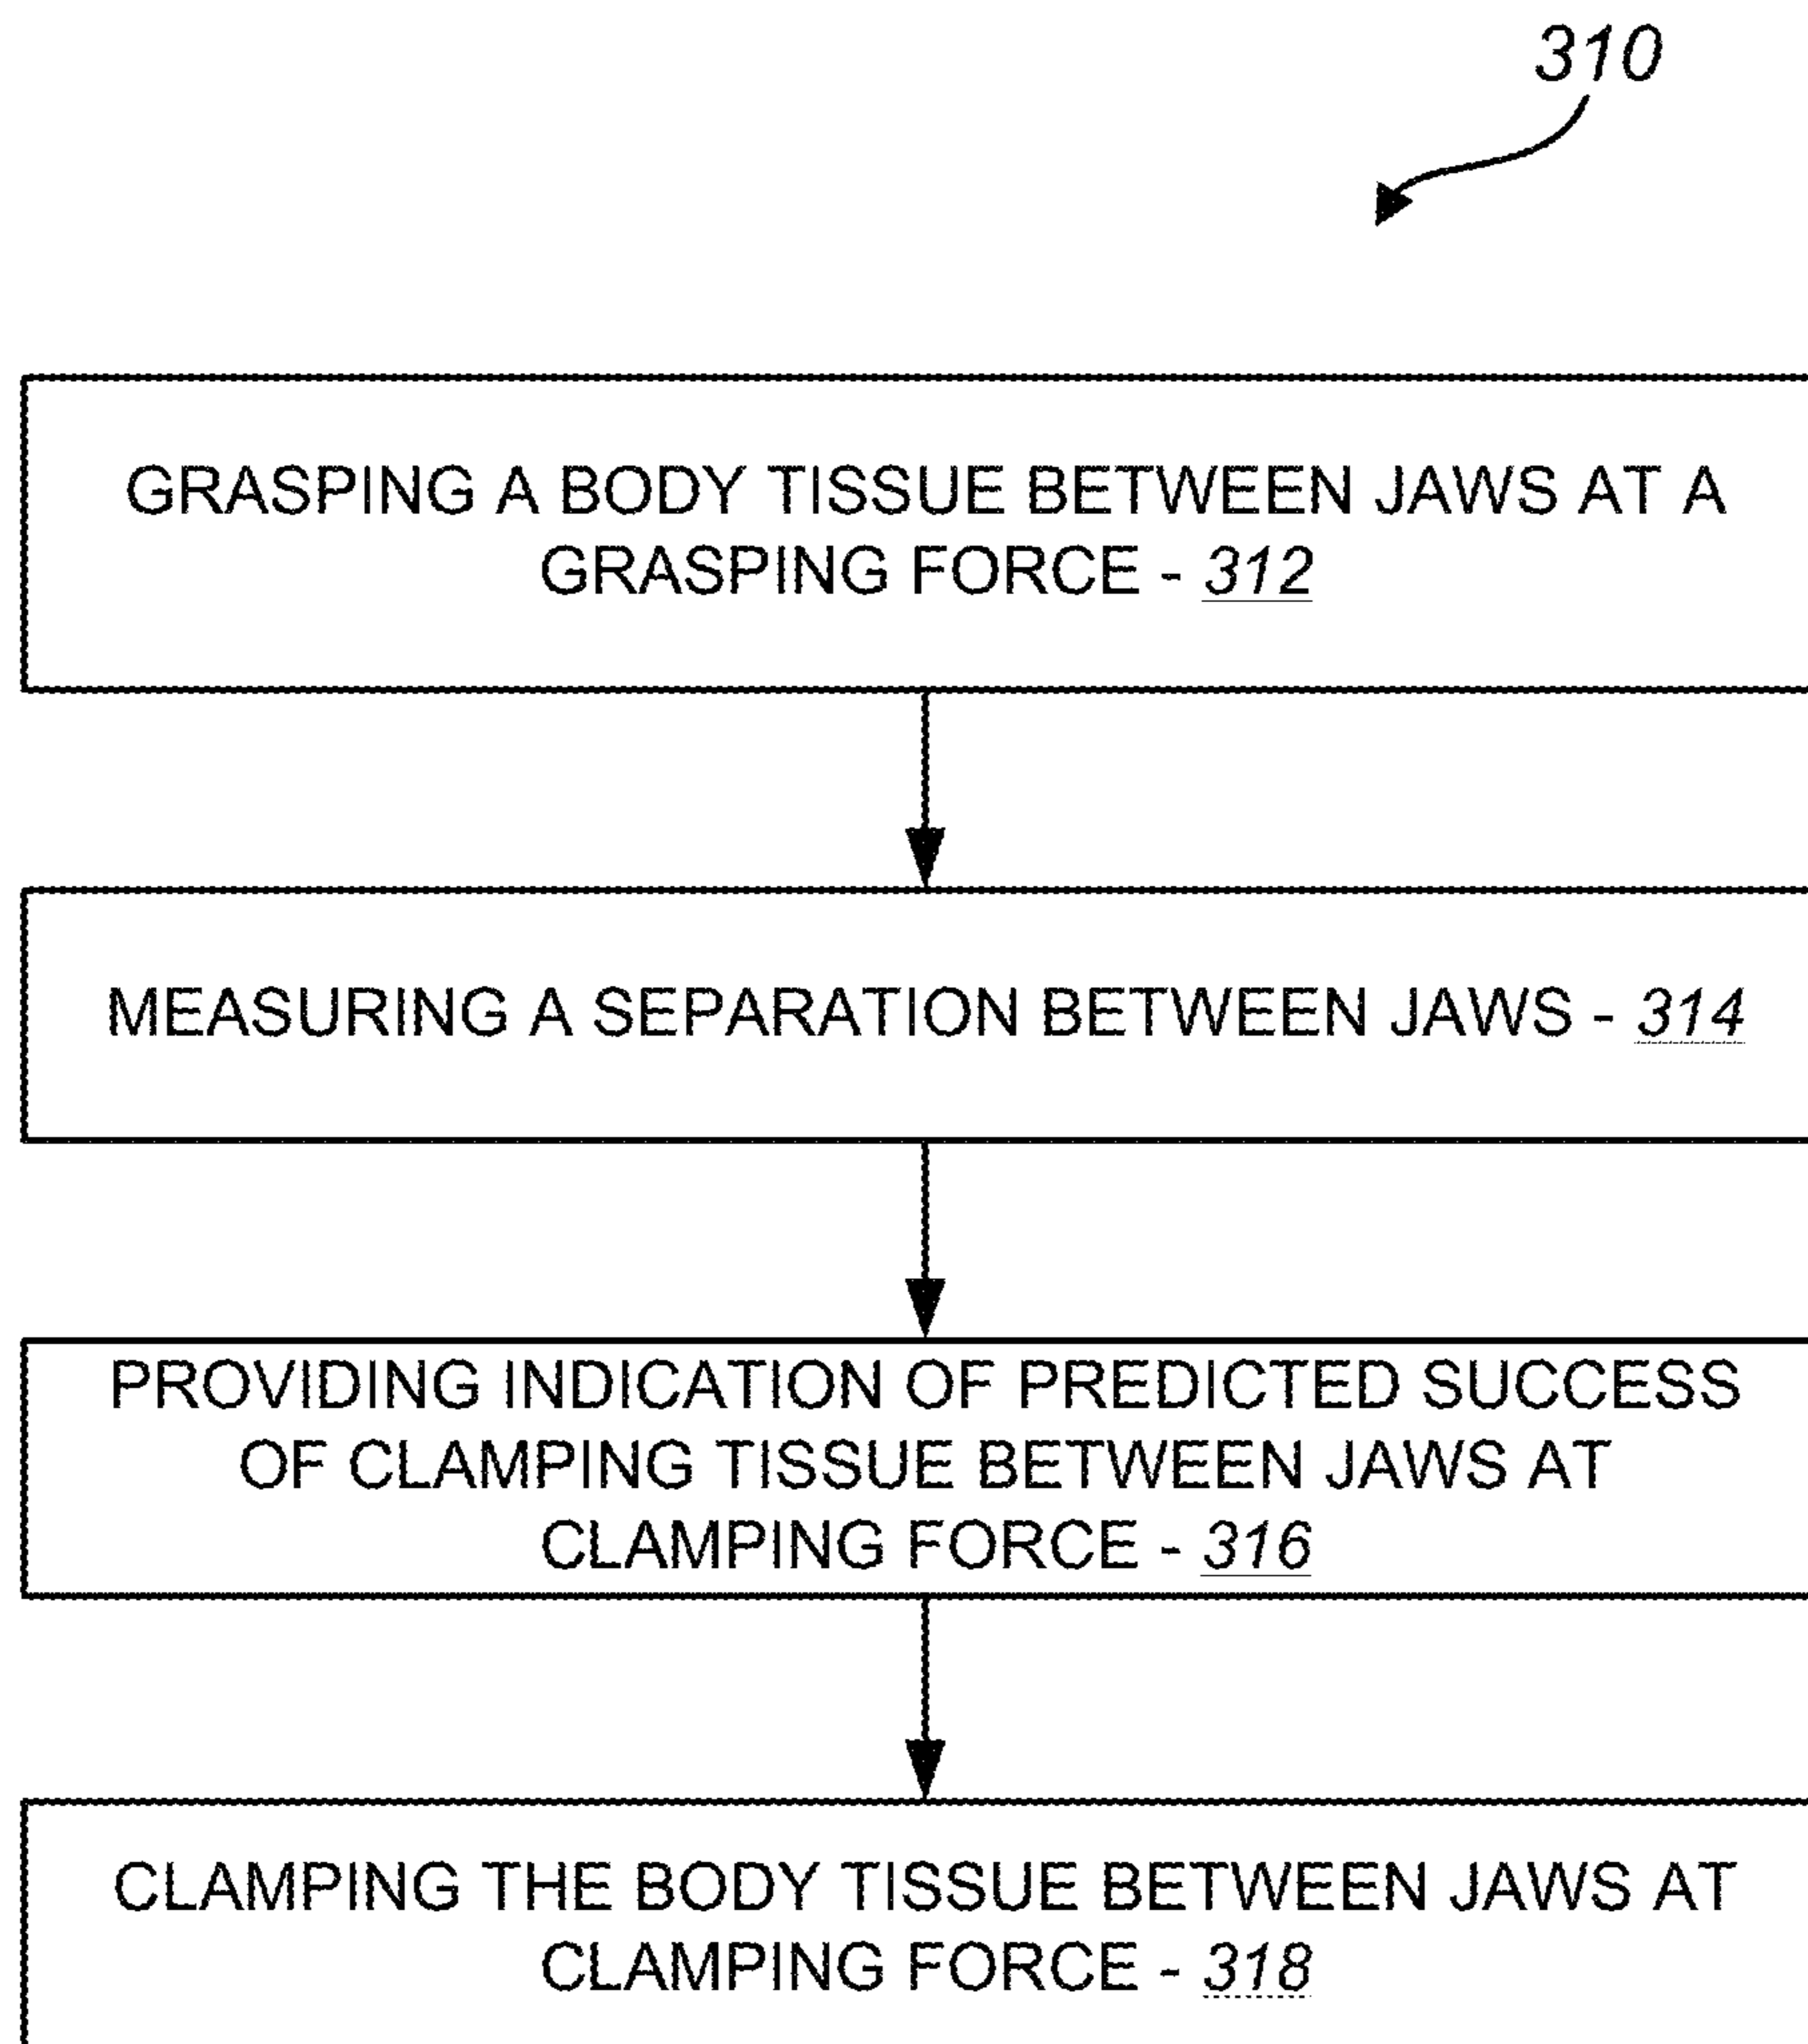 310
GRASPING A BODY TISSUE BETWEEN JAWS AT A
GRASPING FORCE - 312
MEASURING A SEPARATION BETWEEN JAWS - 314
PROVIDING INDICATION OF PREDICTED SUCCESS
OF CLAMPING TISSUE BETWEEN JAWS AT
CLAMPING FORCE - 316
CLAMPING THE BODY TISSUE BETWEEN JAWS AT
CLAMPING FORCE - 318